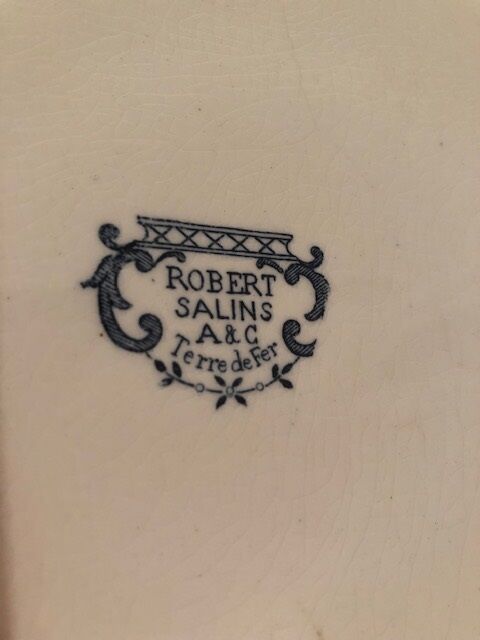 ROBERT
SALINS
A & C
Terre de Fer